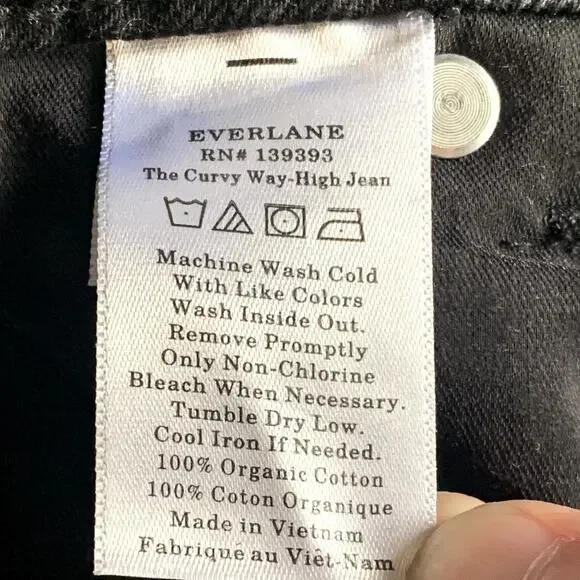 EVERLANE
RN# 139393
The Curvy Way-High Jean
Machine Wash Cold
With Like Colors
Wash Inside Out.
Remove Promptly
Only Non-Chlorine
Bleach When Necessary.
Tumble Dry Low.
Cool Iron If Needed.
100% Organic Cotton
100% Coton Organique
Made in Vietnam
Fabriqué au Viêt-Nam